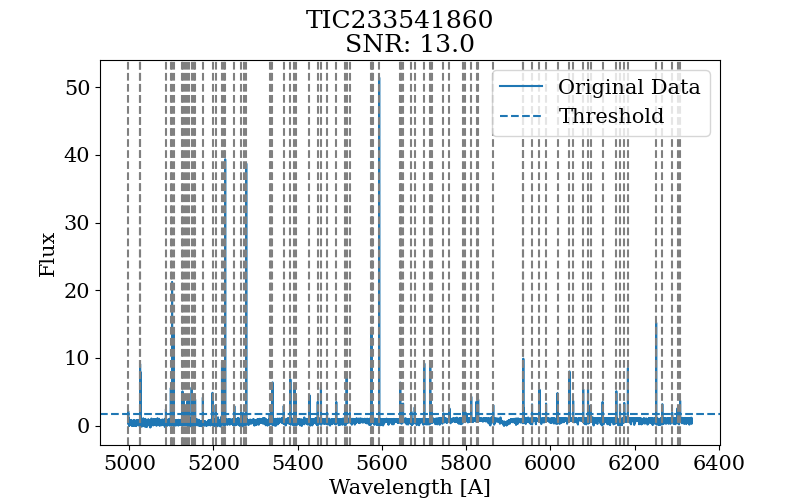 TIC233541860
SNR: 13.0
Original Data
Threshold
50
40
30
20
10
0
Flux
5000 5200 5400 5600 5800 6000 6200 6400
Wavelength [A]